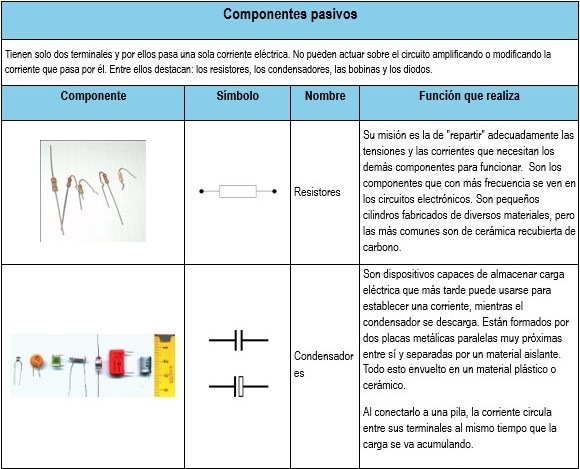 Componentes pasivos
Tienen solo dos terminales y por ellos pasa una sola corriente eléctrica. No pueden actuar sobre el circuito amplificando o modificando la
corriente que pasa por él. Entre ellos destacan: los resistores, los condensadores, las bobinas y los diodos.
Componente Símbolo Nombre Función que realiza
Resistores
Su misión es la de "repartir" adecuadamente las
tensiones y las corrientes que necesitan los
demás componentes para funcionar. Son los
componentes que con más frecuencia se ven en
los circuitos electrónicos. Son pequeños
cilindros fabricados de diversos materiales, pero
las más comunes son de cerámica recubierta de
carbono.
Condensador
es
Son dispositivos capaces de almacenar carga
eléctrica que más tarde puede usarse para
establecer una corriente, mientras el
condensador se descarga. Están formados por
dos placas metálicas paralelas muy próximas
entre sí y separadas por un material aislante.
Todo esto envuelto en un material plástico o
cerámico.
Al conectarlo a una pila, la corriente circula
entre sus terminales al mismo tiempo que la
carga se va acumulando.